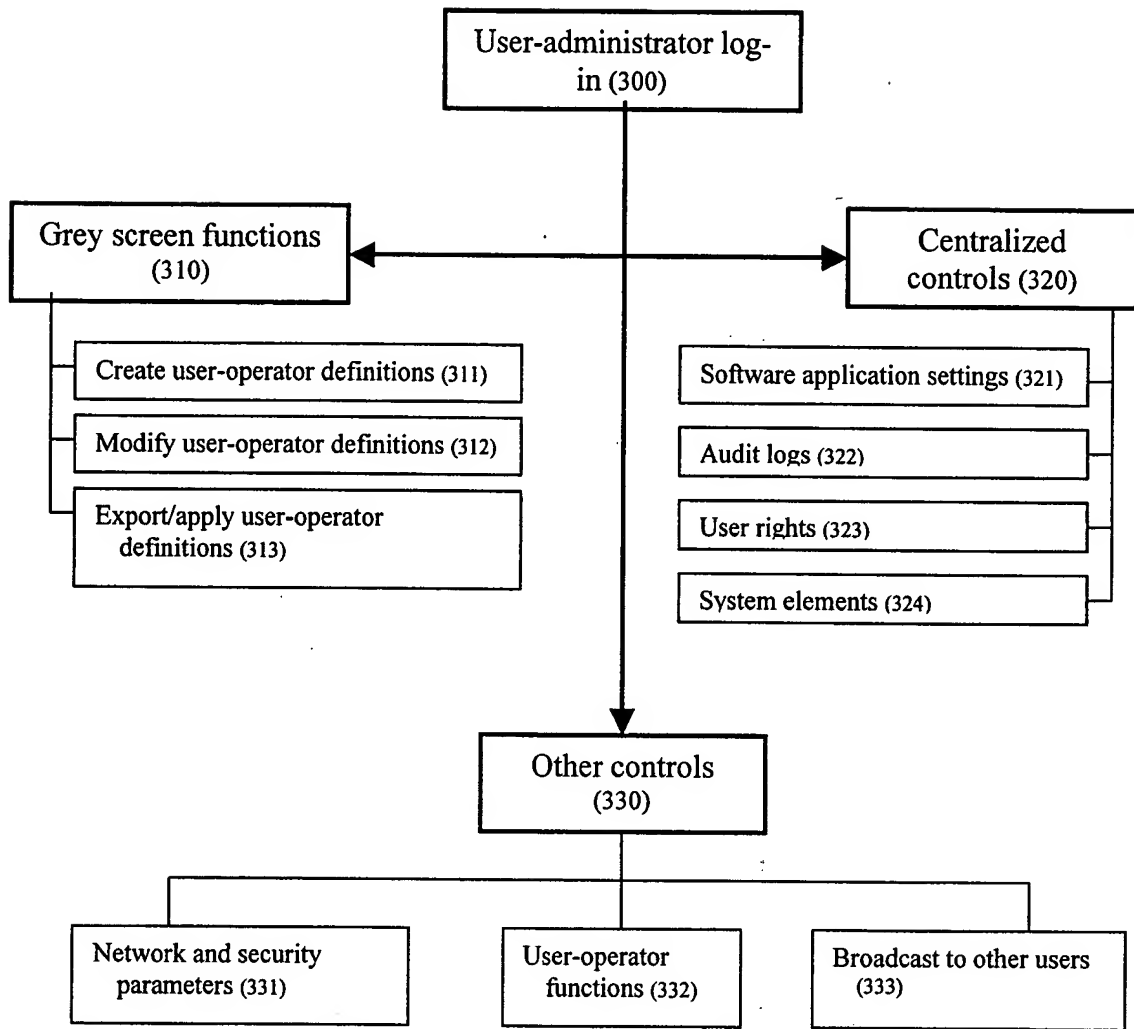 User-administrator log-
in (300)
Grey screen functions
(310)
Centralized
controls (320)
Create user-operator definitions (311)
Modify user-operator definitions (312)
Export/apply user-operator
definitions (313)
Software application settings (321)
Audit logs (322)
User rights (323)
System elements (324)
Other controls
(330)
Network and security
parameters (331)
User-operator
functions (332)
Broadcast to other users
(333)